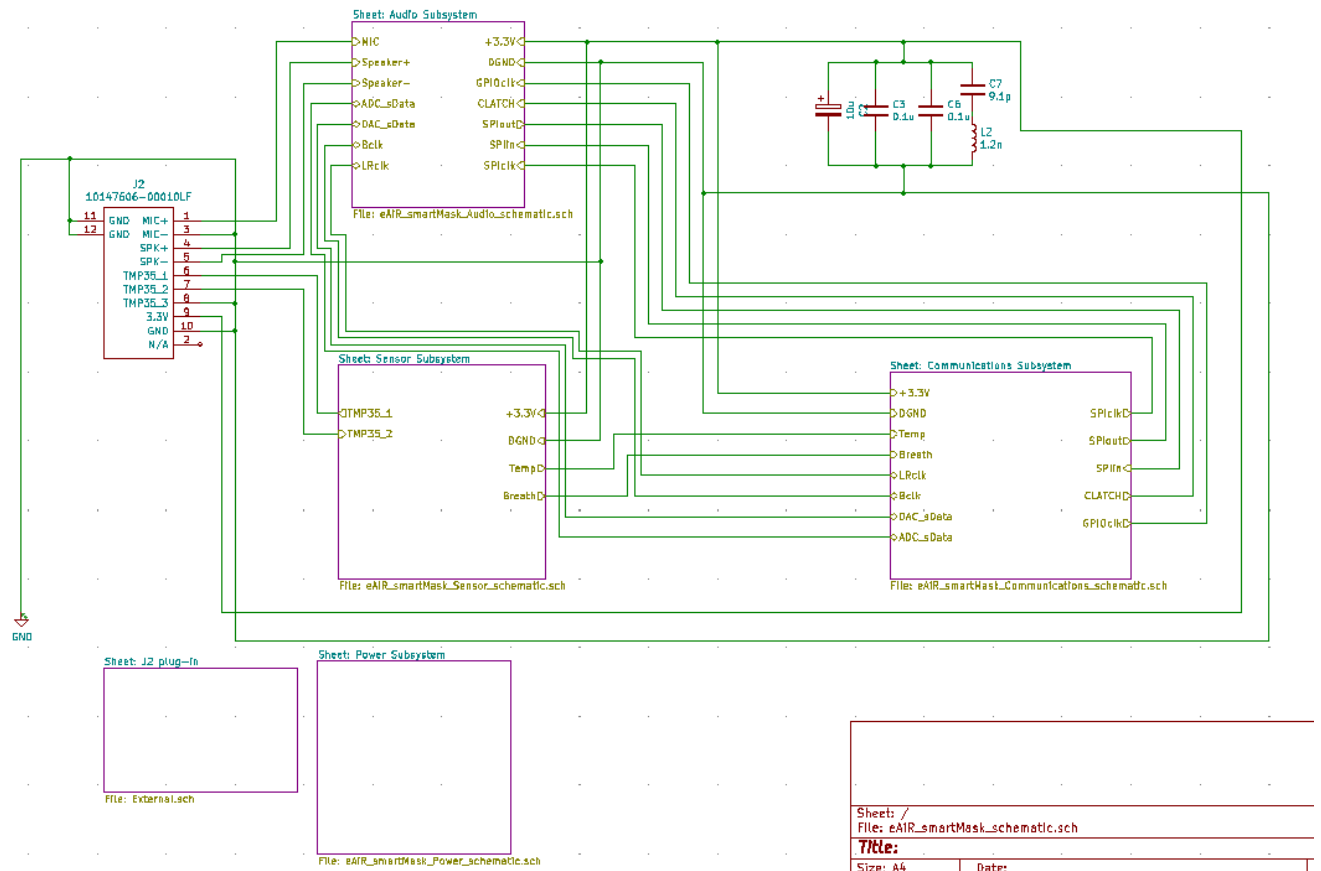 Sheet: Audio Subsystem
MIC
Speaker+
Speaker-
ADC_sData
DAC_sData
Bclk
LRclk
+3.3V
DGND
GPIOclk
CLATCH
SPIout
SPIin
SPIclk
File: eAIR_smartMask_Audio_schematic.sch
10u
C3
0.1u
C6
0.1u
C7
9.1p
L2
1.2n
J2
10147606-00010LF
11 GND MIC+ 1
12 GND MIC- 3
SPK+ 4
SPK- 5
TMP35_1 6
TMP35_2 7
TMP35_3 8
3.3V 9
GND 10
N/A 2
Sheet: Sensor Subsystem
TMP35_1
TMP35_2
+3.3V
DGND
Temp
Breath
File: eAIR_smartMask_Sensor_schematic.sch
Sheet: Communications Subsystem
+3.3V
DGND
Temp
Breath
LRclk
Bclk
DAC_sData
ADC_sData
SPIclk
SPIout
SPIin
CLATCH
GPIOclk
File: eAIR_smartMask_Communications_schematic.sch
GND
Sheet: J2 plug-in
File: External.sch
Sheet: Power Subsystem
File: eAIR_smartMask_Power_schematic.sch
Sheet: /
File: eAIR_smartMask_schematic.sch
Title:
Size: A4 Date: